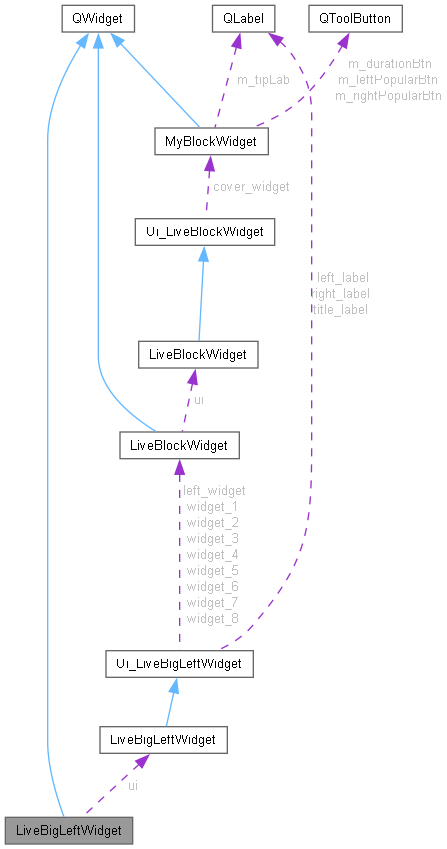 QWidget
QLabel
QToolButton
m_tipLab
m_durationBtn
m_leftPopularBtn
m_rightPopularBtn
MyBlockWidget
cover_widget
Ui_LiveBlockWidget
left_label
right_label
title_label
LiveBlockWidget
ui
LiveBlockWidget
left_widget
widget_1
widget_2
widget_3
widget_4
widget_5
widget_6
widget_7
widget_8
Ui_LiveBigLeftWidget
LiveBigLeftWidget
ui
LiveBigLeftWidget